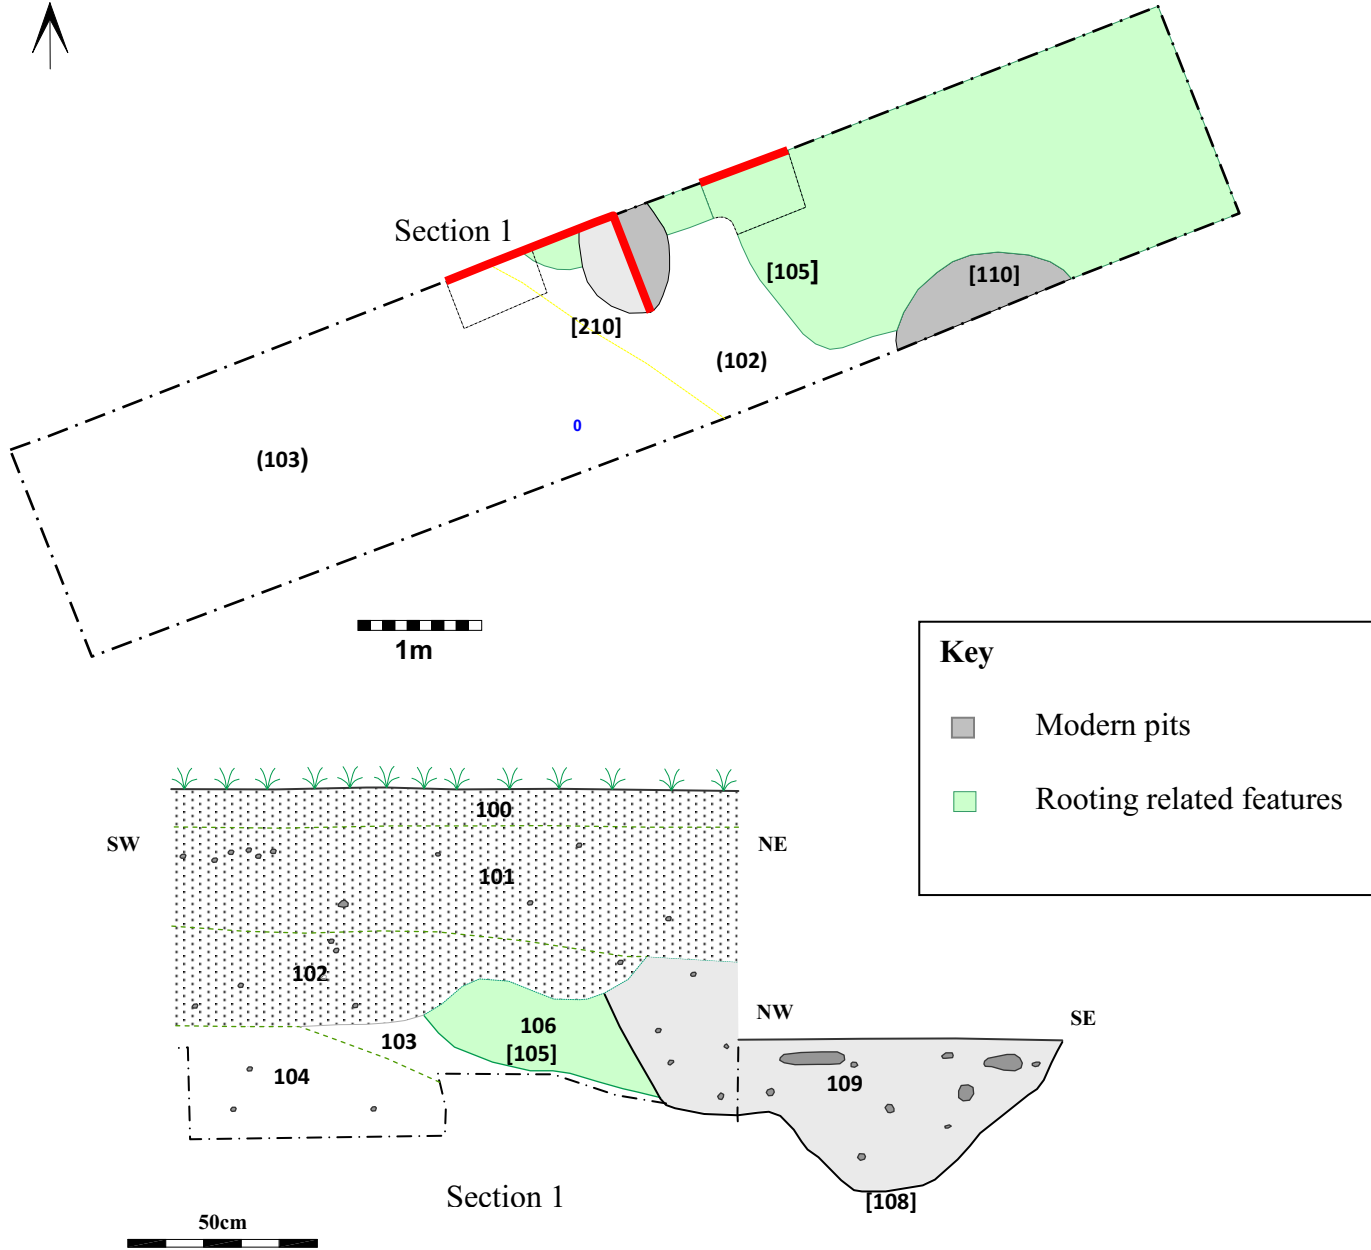 Section 1
[105]
[110]
[210]
(102)
0
(103)
1m
Key
Modern pits
Rooting related features
100
SW
NE
101
102
NW
SE
106
103
[105]
104
109
Section 1
[108]
50cm